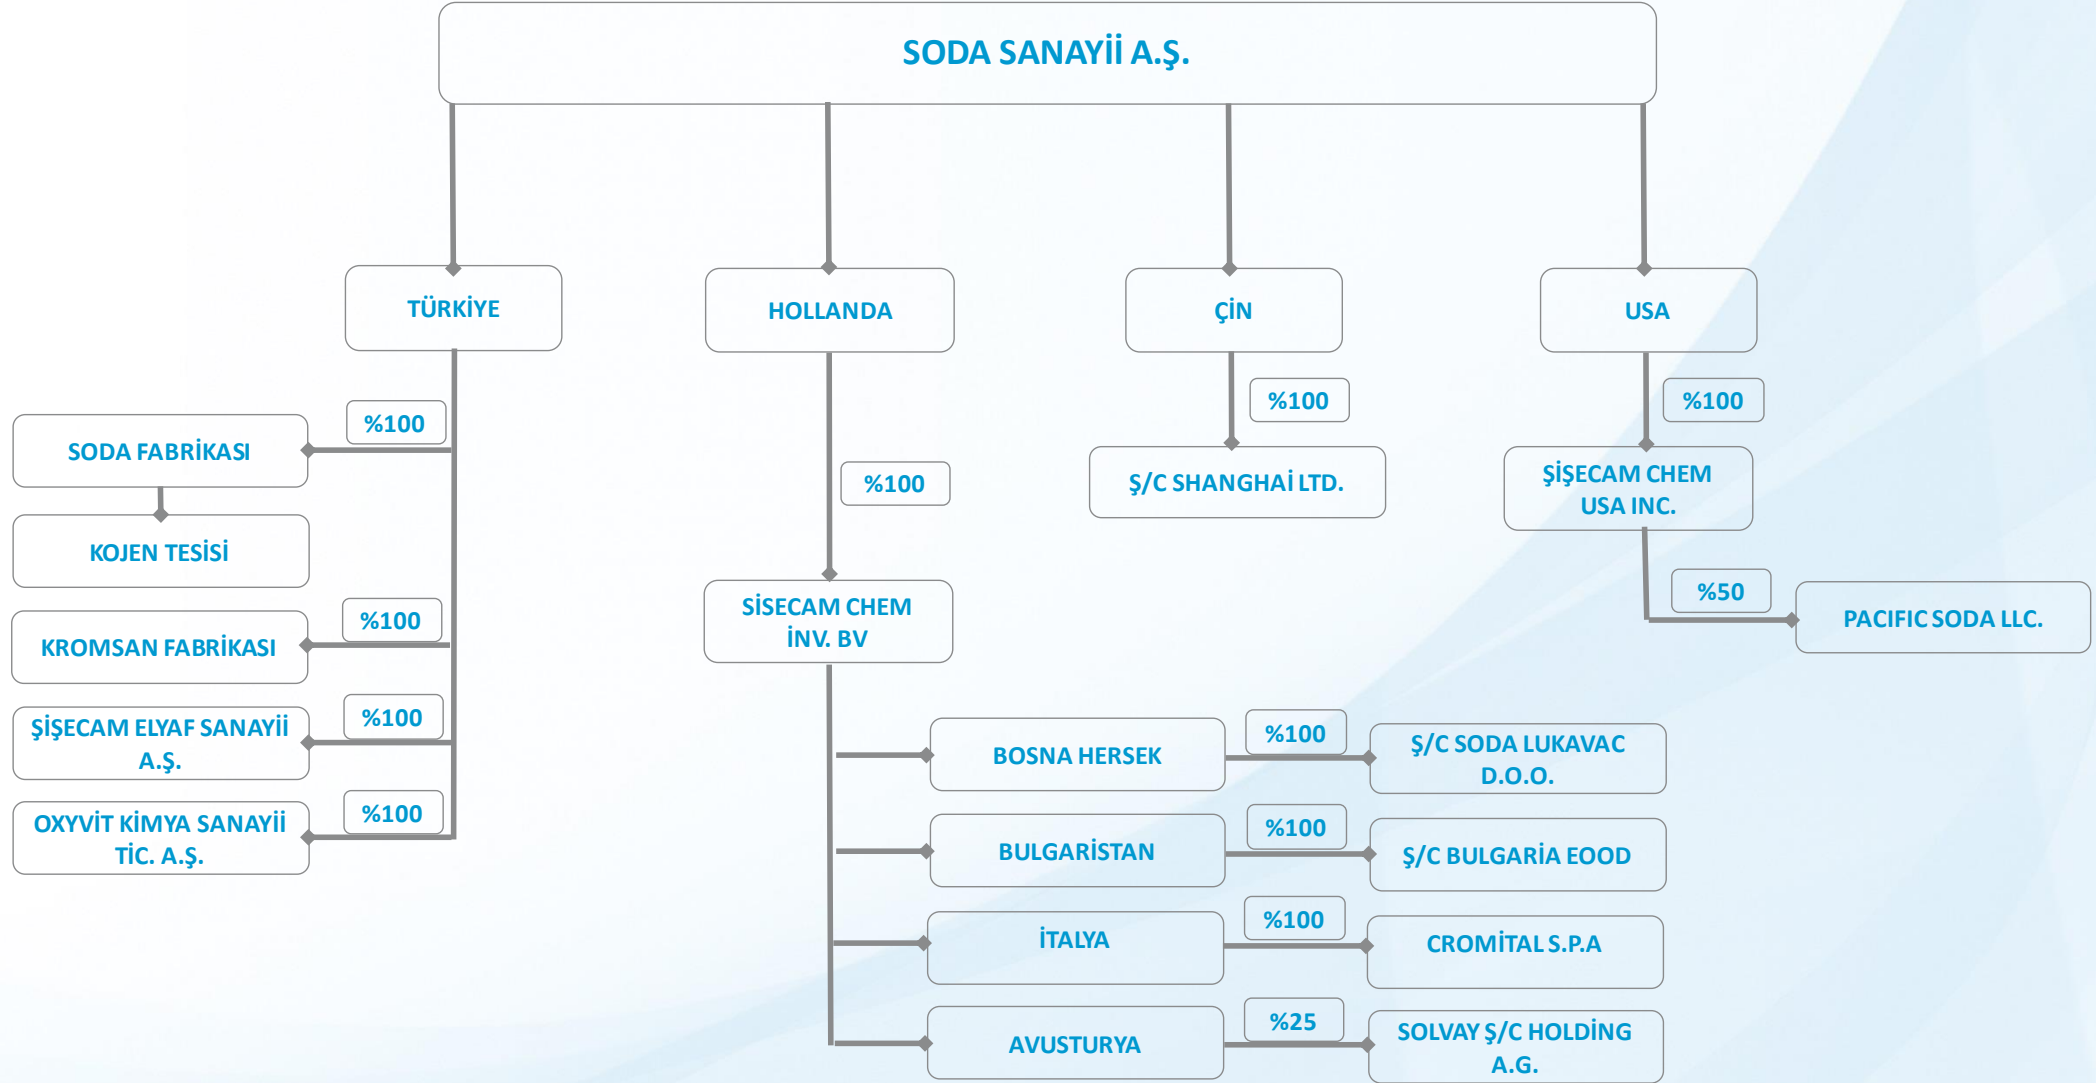 SODA SANAYİİ A.Ş.
TÜRKİYE
HOLLANDA
ÇİN
USA
%100
SODA FABRİKASI
KOJEN TESİSİ
%100
KROMSAN FABRİKASI
%100
ŞİŞECAM ELYAF SANAYİİ
A.Ş.
%100
OXYVİT KİMYA SANAYİİ
TİC. A.Ş.
%100
SİSECAM CHEM
İNV. BV
%100
Ş/C SHANGHAİ LTD.
%100
ŞİŞECAM CHEM
USA INC.
%50
PACIFIC SODA LLC.
BOSNA HERSEK
%100
Ş/C SODA LUKAVAC
D.O.O.
BULGARİSTAN
%100
Ş/C BULGARİA EOOD
İTALYA
%100
CROMİTAL S.P.A
AVUSTURYA
%25
SOLVAY Ş/C HOLDİNG
A.G.